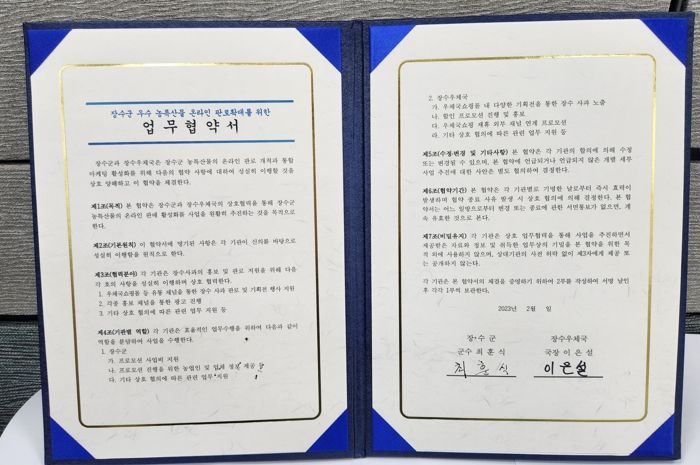 장수군 우수 농특산물 온라인 판로확대를 위한
업무협약서
장수군과 장수우체국은 장수군 농특산물의 온라인 판로 개척과 통합
마케팅 활성화를 위해 다음의 협약 사항에 대하여 성실히 이행할 것을
상호 양해하고 이 협약을 체결한다.
제1조(목적) 본 협약은 장수군과 장수우체국의 상호협력을 통해 장수군
농특산물의 온라인 판매 활성화를 사업을 원활히 추진하는 것을 목적으로
한다.
제2조(기본원칙) 이 협약서에 명기된 사항은 각 기관이 신의를 바탕으로
성실히 이행함을 원칙으로 한다.
제3조(협력분야) 각 기관은 장수사과의 홍보 및 판로 지원을 위해 다음
각 호의 사항을 성실히 이행하며 상호 협력한다.
1. 우체국쇼핑몰 등 유통 채널을 통한 장수 사과 판로 및 기획전 행사 지원
2. 각종 홍보 채널을 통한 광고 진행
3. 기타 상호 협의에 따른 관련 업무 지원 등
제4조(기관별 역할) 각 기관은 효율적인 업무수행을 위하여 다음과 같이
역할을 분담하여 사업을 수행한다.
1. 장수군
가. 프로모션 사업비 지원
나. 프로모션 진행을 위한 농업인 및 업체 정보 제공
다. 기타 상호 협의에 따른 관련 업무 지원
2. 장수우체국
가. 우체국쇼핑몰 내 다양한 기획전을 통한 장수 사과 노출
나. 할인 프로모션 진행 및 홍보
다. 우체국쇼핑 제휴 외부 채널 연계 프로모션
라. 기타 상호 협의에 따른 관련 업무 지원 등
제5조(수정·변경 및 기타사항) 본 협약은 각 기관의 합의에 의해 수정
또는 변경될 수 있으며, 본 협약에 언급되거나 언급되지 않은 개별 세부
사업 추진에 대한 사안은 별도 협의하여 결정한다.
제6조(협약기간) 본 협약은 각 기관별로 기명한 날로부터 즉시 효력이
발생하며 협약 종료 사유 발생 시 상호 협의에 의해 결정한다. 본 협
약서는 어느 일방으로부터 변경 또는 종료에 관한 서면통보가 없으면, 계
속 유효한 것으로 본다.
제7조(비밀유지) 각 기관은 상호 업무협력을 통해 사업을 추진하면서
제공받은 자료와 정보 및 취득한 업무상의 기밀을 본 협약을 위한 목
적 외에 사용하지 않으며, 상대기관의 사전 허락 없이 제3자에게 제공 또
는 공개하지 않는다.
각 기관은 본 협약서의 체결을 증명하기 위하여 2부를 작성하여 서명 날인
후 각각 1부씩 보관한다.
2023년 2월 일
장·수 군 장수우체국
군수 최 훈 식 국장 이 은 설
최 훈 식 이은설